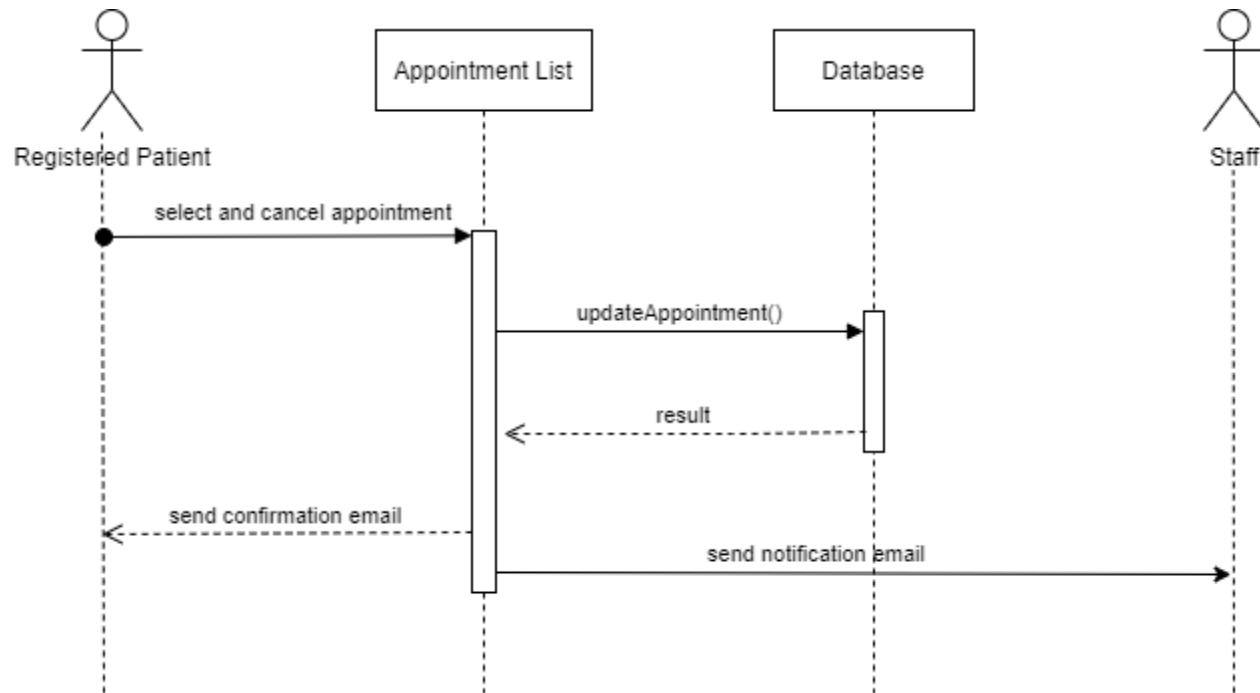 Appointment List
Database
Registered Patient
Staff
select and cancel appointment
updateAppointment()
result
send confirmation email
send notification email